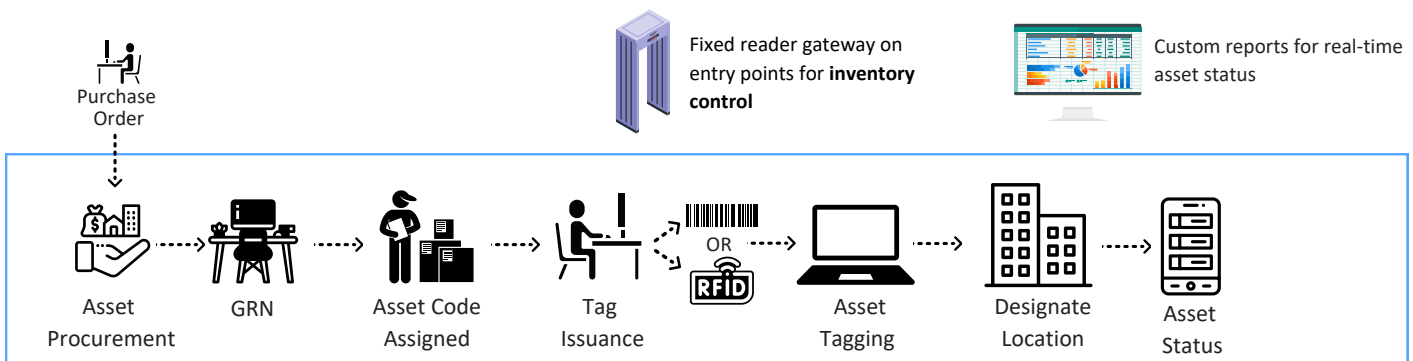 Purchase
Order
Fixed reader gateway on
entry points for inventory
control
Custom reports for real-time
asset status
OR
RFID
Asset
Procurement
GRN
Asset Code
Assigned
Tag
Issuance
Asset
Tagging
Designate
Location
Asset
Status